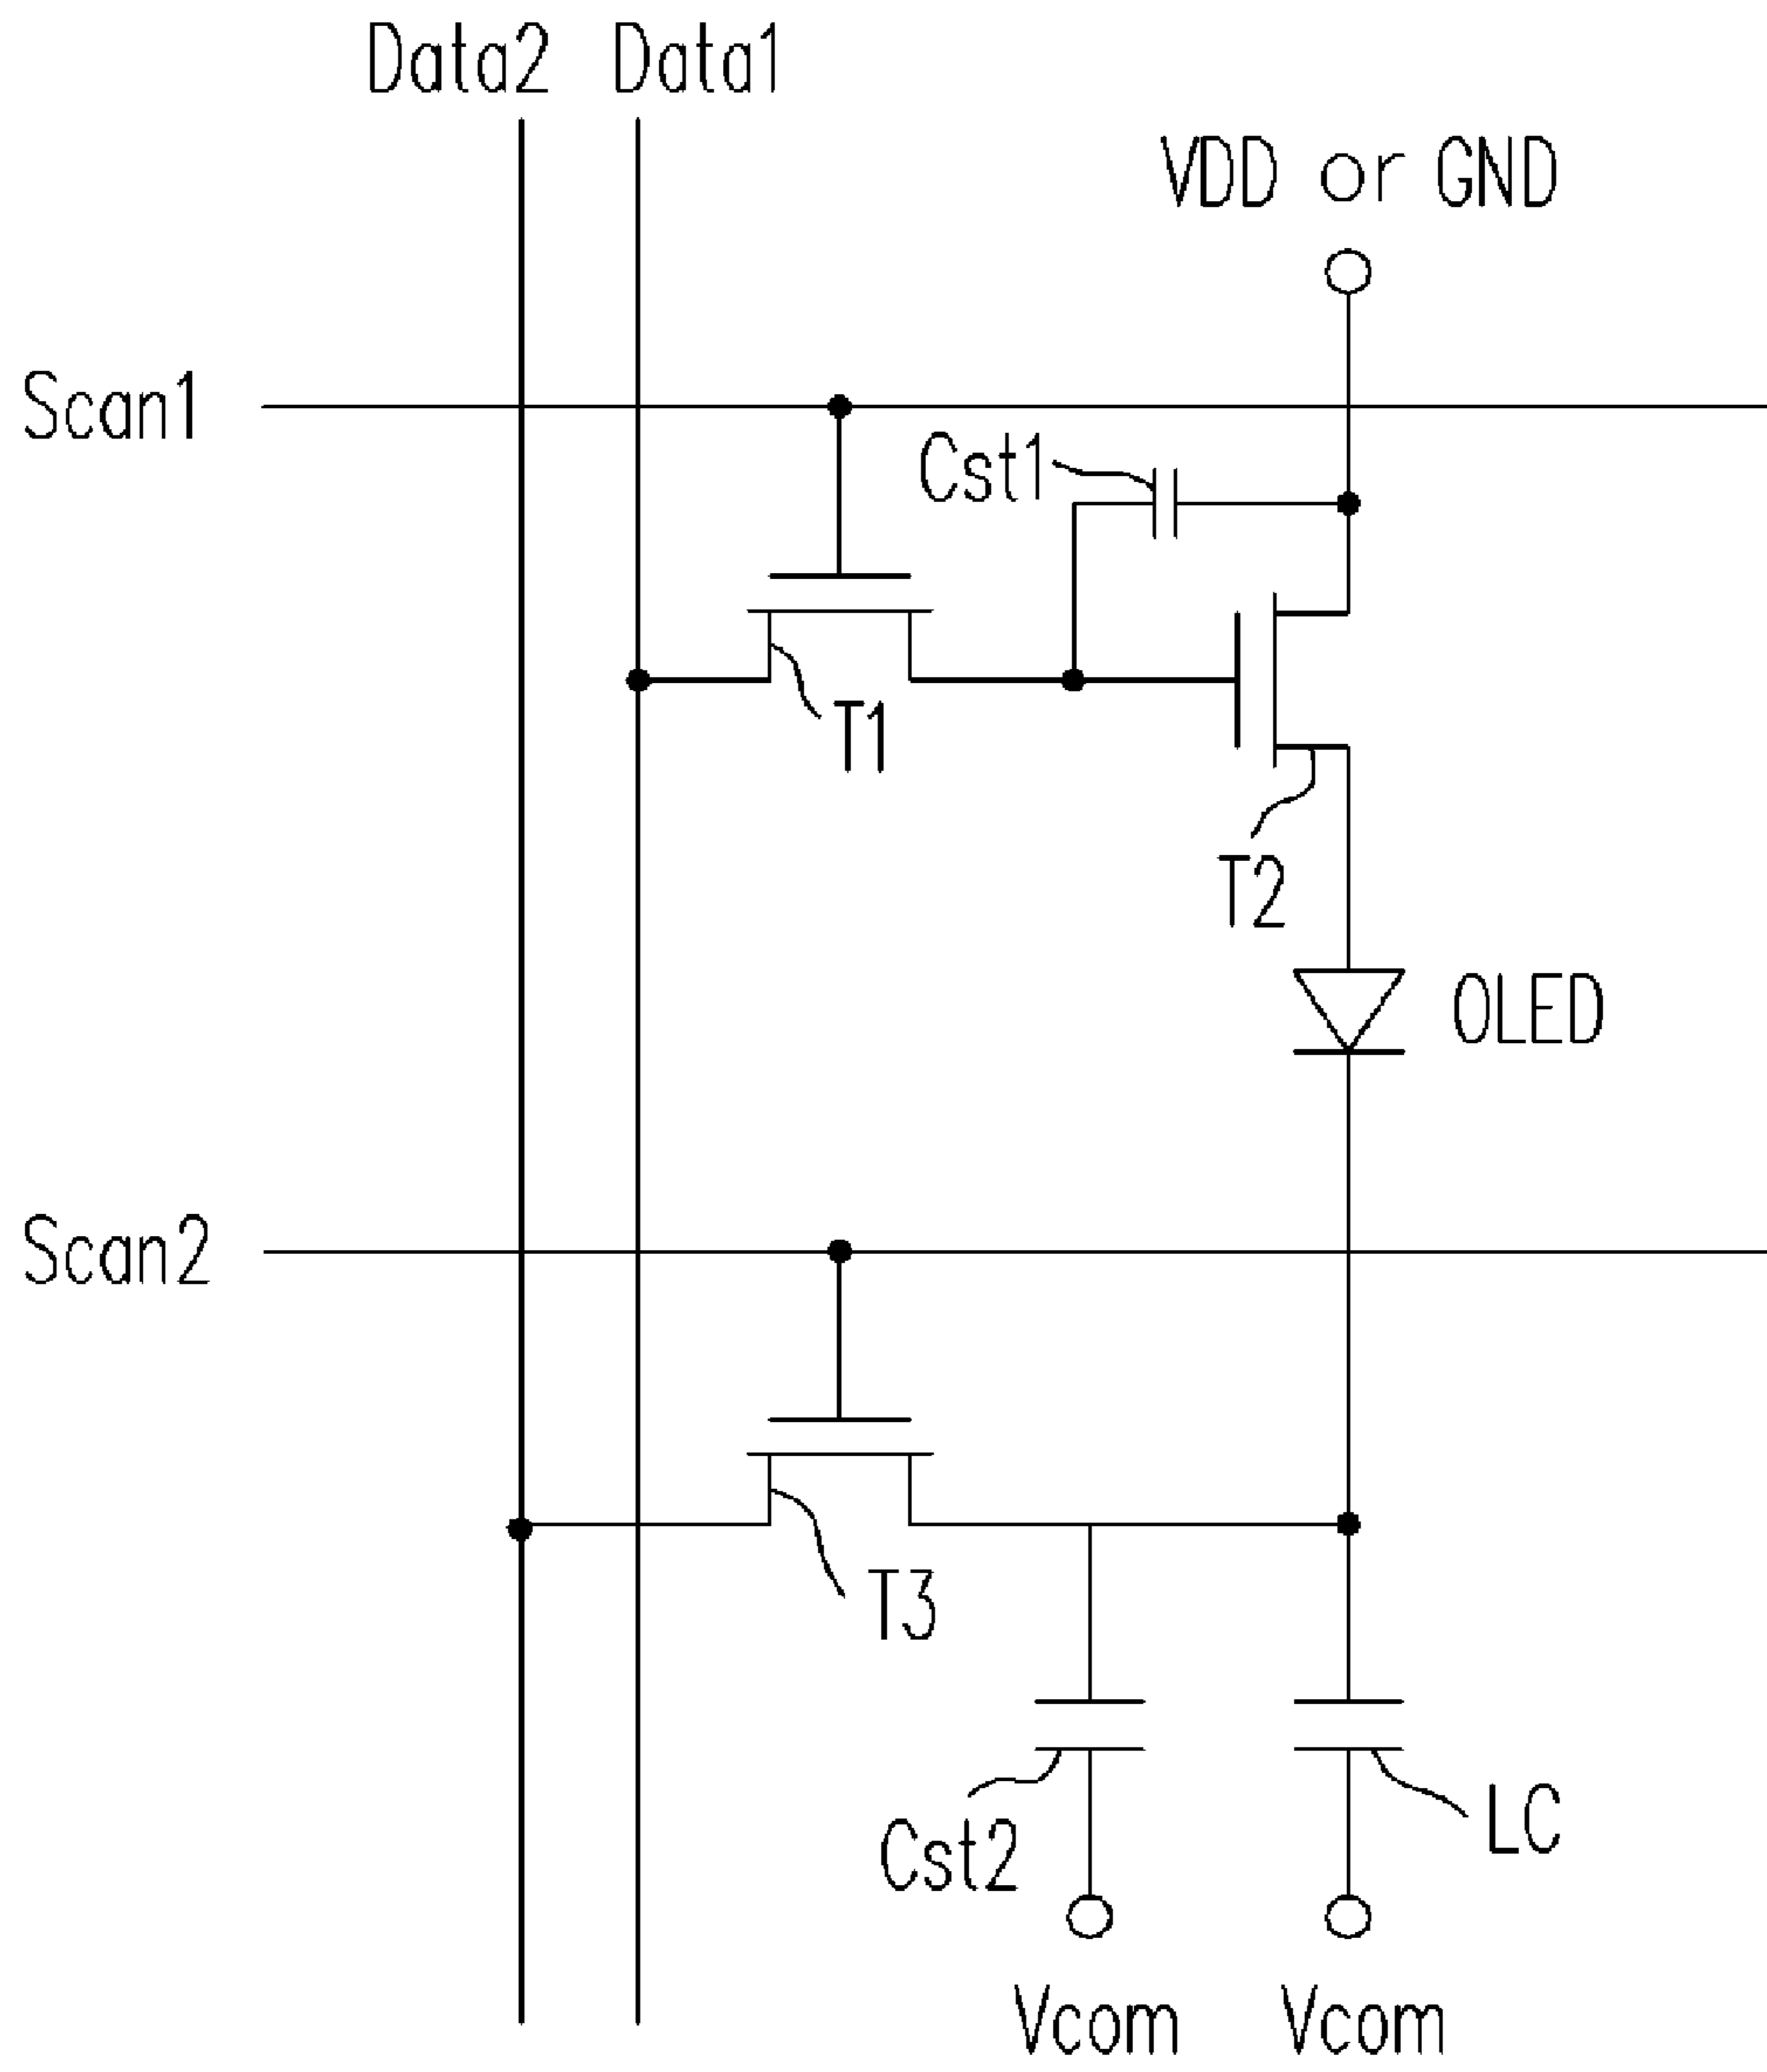 Data2 Data1
VDD or GND
Scan1
Cst1
T1
T2
OLED
Scan2
T3
Cst2
LC
Vcom Vcom